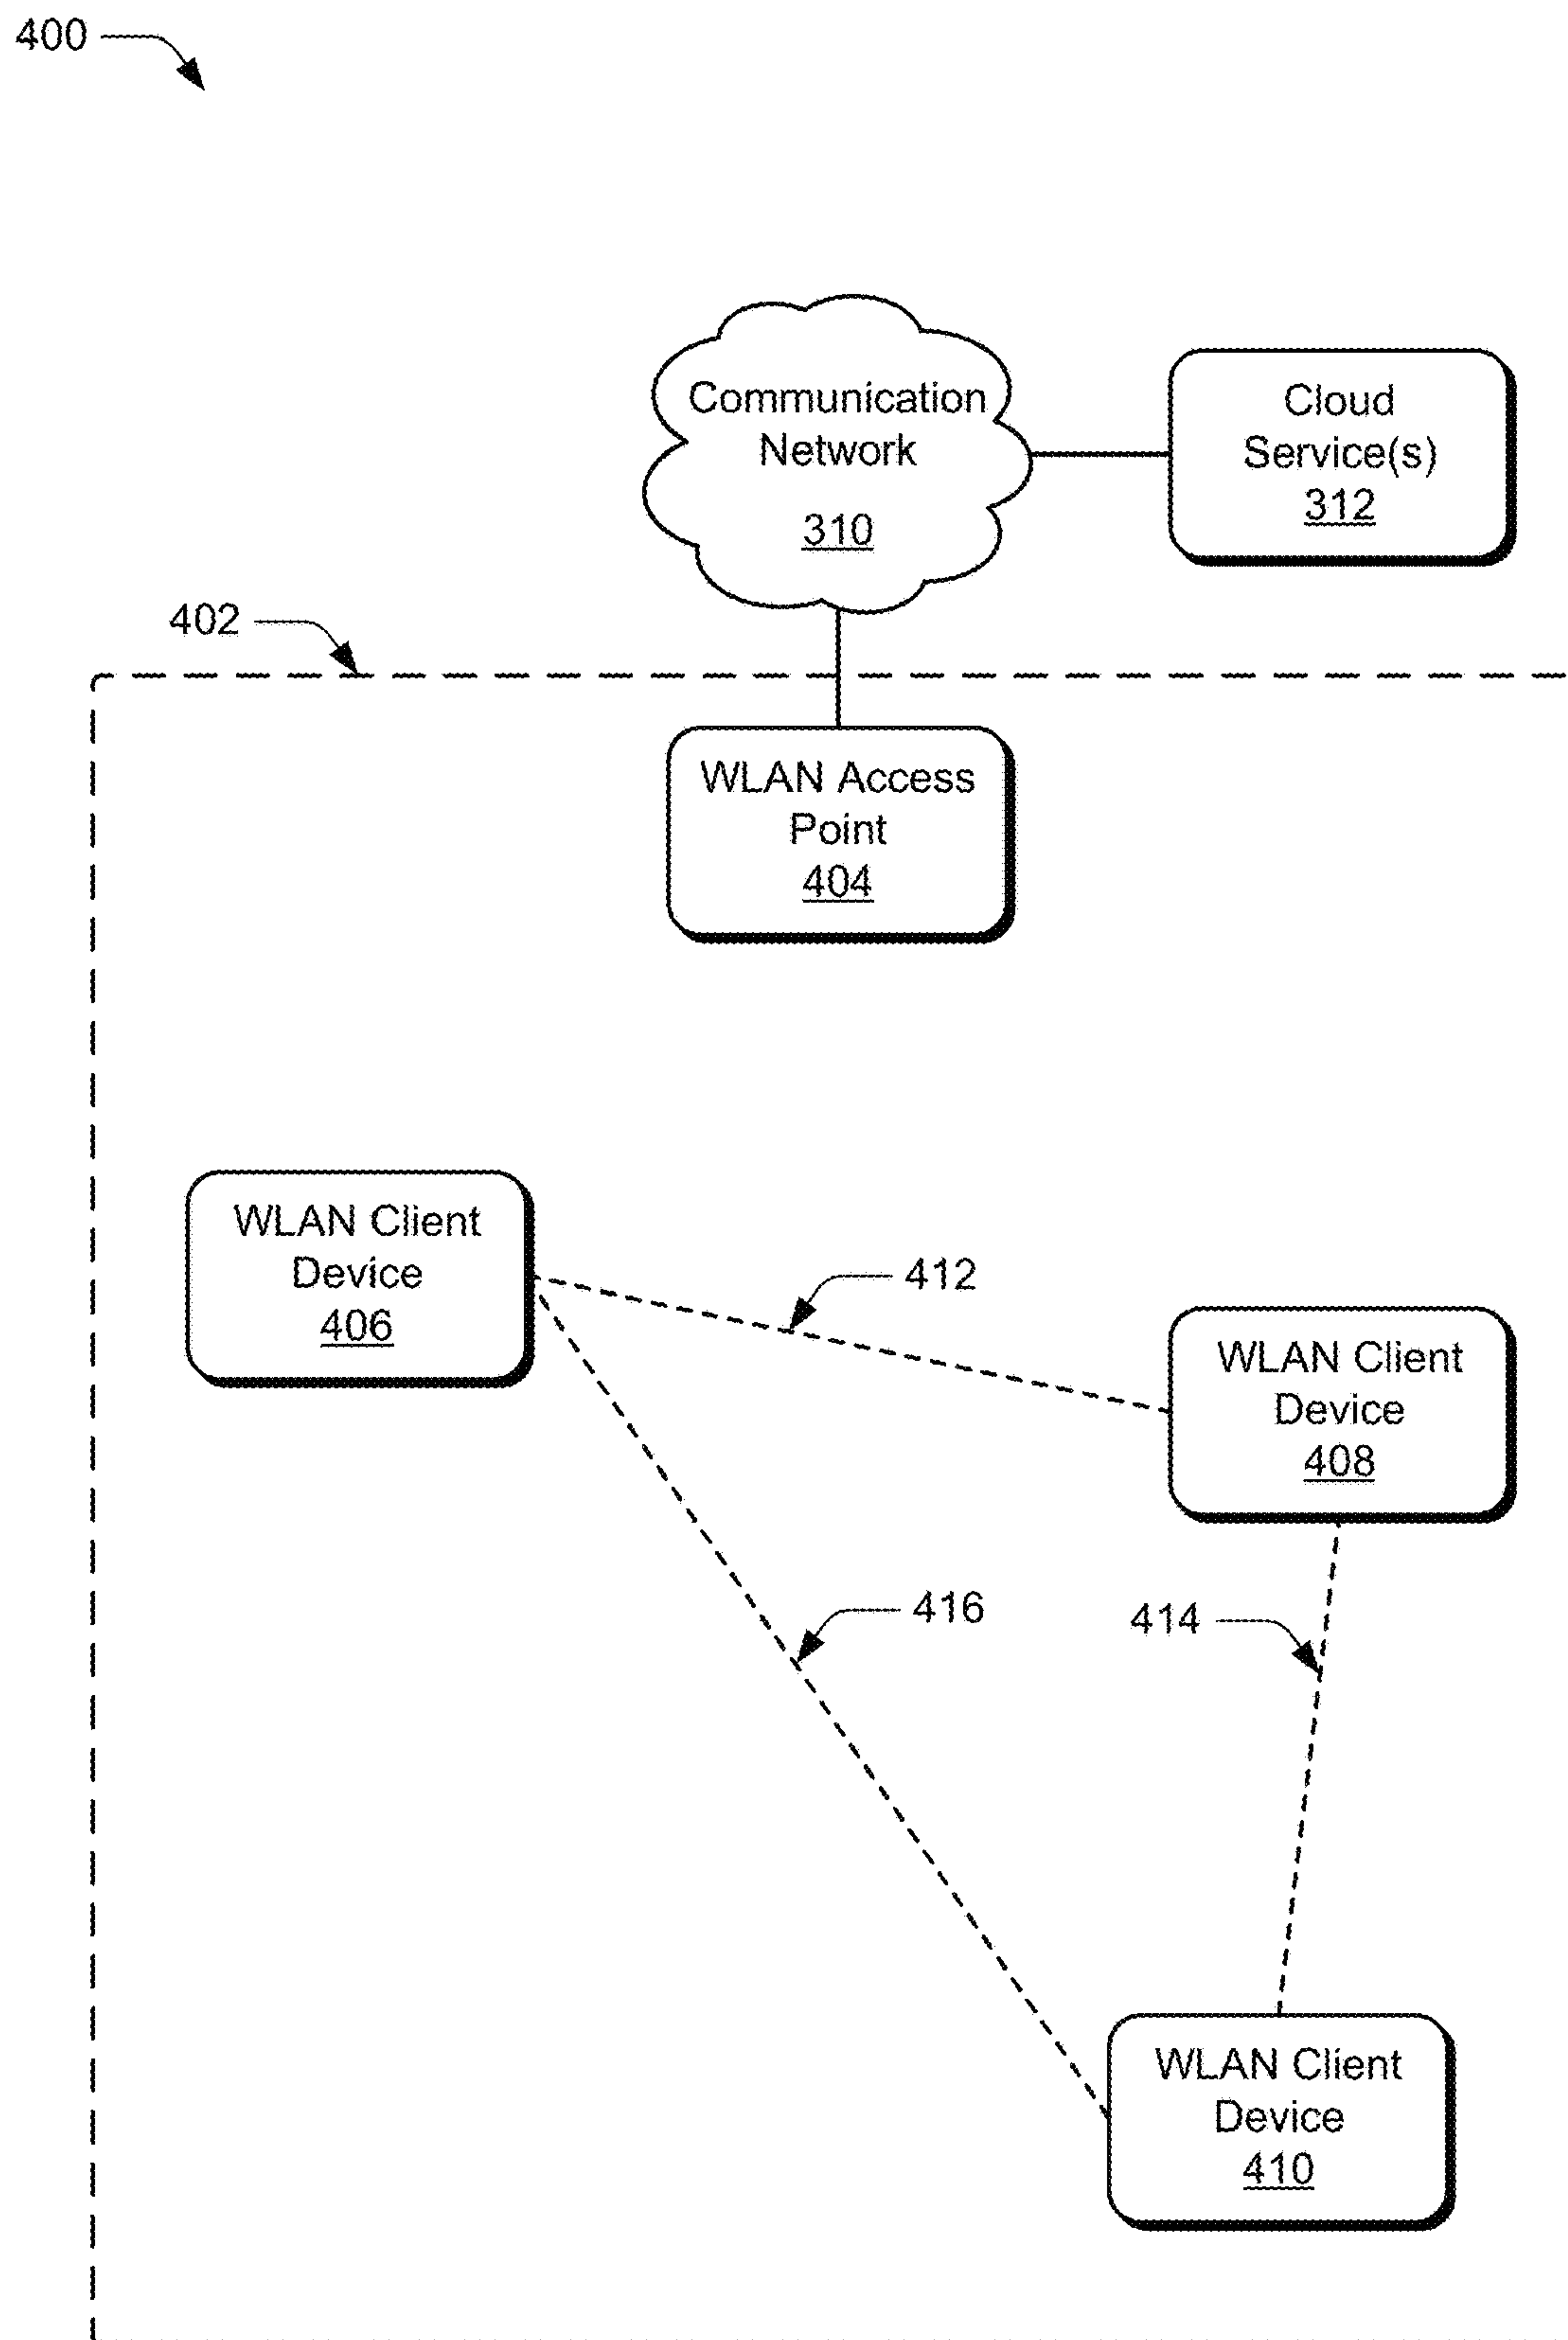 400
Communication
Network
310
Cloud
Service(s)
312
402
WLAN Access
Point
404
WLAN Client
Device
406
412
WLAN Client
Device
408
416
414
WLAN Client
Device
410